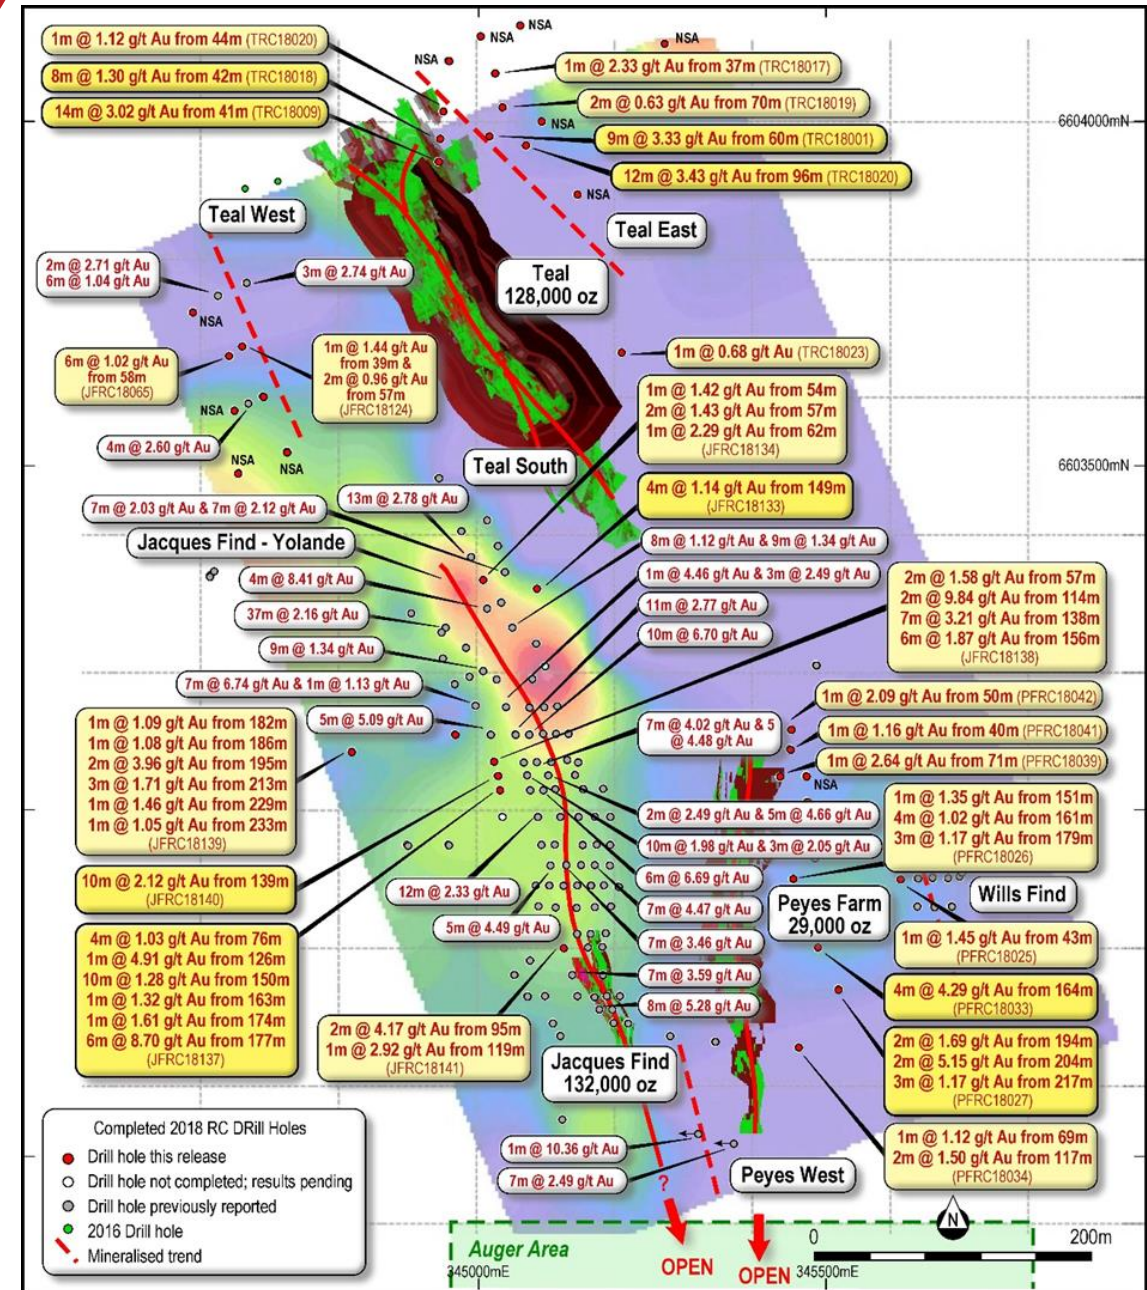 NSA
NSA
NSA
NSA
1m @ 1.12 g/t Au from 44m (TRC18020)
8m @ 1.30 g/t Au from 42m (TRC18018)
14m @ 3.02 g/t Au from 41m (TRC18009)
1m @ 2.33 g/t Au from 37m (TRC18017)
2m @ 0.63 g/t Au from 70m (TRC18019)
NSA
9m @ 3.33 g/t Au from 60m (TRC18001)
12m @ 3.43 g/t Au from 96m (TRC18020)
NSA
6604000mN
Teal West
Teal East
Teal
128,000 oz
2m @ 2.71 g/t Au
6m @ 1.04 g/t Au
3m @ 2.74 g/t Au
NSA
6m @ 1.02 g/t Au
from 58m
(JFRC18065)
1m @ 1.44 g/t Au
from 39m &
2m @ 0.96 g/t Au
from 57m
(JFRC18124)
NSA
4m @ 2.60 g/t Au
NSA
NSA
1m @ 0.68 g/t Au (TRC18023)
1m @ 1.42 g/t Au from 54m
2m @ 1.43 g/t Au from 57m
1m @ 2.29 g/t Au from 62m
(JFRC18134)
Teal South
6603500mN
4m @ 1.14 g/t Au from 149m
(JFRC18133)
13m @ 2.78 g/t Au
7m @ 2.03 g/t Au & 7m @ 2.12 g/t Au
Jacques Find - Yolande
4m @ 8.41 g/t Au
37m @ 2.16 g/t Au
9m @ 1.34 g/t Au
7m @ 6.74 g/t Au & 1m @ 1.13 g/t Au
5m @ 5.09 g/t Au
8m @ 1.12 g/t Au & 9m @ 1.34 g/t Au
1m @ 4.46 g/t Au & 3m @ 2.49 g/t Au
11m @ 2.77 g/t Au
10m @ 6.70 g/t Au
2m @ 1.58 g/t Au from 57m
2m @ 9.84 g/t Au from 114m
7m @ 3.21 g/t Au from 138m
6m @ 1.87 g/t Au from 156m
(JFRC18138)
7m @ 4.02 g/t Au & 5
@ 4.48 g/t Au
1m @ 2.09 g/t Au from 50m (PFRC18042)
1m @ 1.16 g/t Au from 40m (PFRC18041)
1m @ 2.64 g/t Au from 71m (PFRC18039)
NSA
1m @ 1.09 g/t Au from 182m
1m @ 1.08 g/t Au from 186m
2m @ 3.96 g/t Au from 195m
3m @ 1.71 g/t Au from 213m
1m @ 1.46 g/t Au from 229m
1m @ 1.05 g/t Au from 233m
(JFRC18139)
10m @ 2.12 g/t Au from 139m
(JFRC18140)
4m @ 1.03 g/t Au from 76m
1m @ 4.91 g/t Au from 126m
10m @ 1.28 g/t Au from 150m
1m @ 1.32 g/t Au from 163m
1m @ 1.61 g/t Au from 174m
6m @ 8.70 g/t Au from 177m
(JFRC18137)
2m @ 2.49 g/t Au & 5m @ 4.66 g/t Au
10m @ 1.98 g/t Au & 3m @ 2.05 g/t Au
6m @ 6.69 g/t Au
7m @ 4.47 g/t Au
7m @ 3.46 g/t Au
7m @ 3.59 g/t Au
8m @ 5.28 g/t Au
12m @ 2.33 g/t Au
5m @ 4.49 g/t Au
2m @ 4.17 g/t Au from 95m
1m @ 2.92 g/t Au from 119m
(JFRC18141)
Jacques Find
132,000 oz
1m @ 1.35 g/t Au from 151m
4m @ 1.02 g/t Au from 161m
3m @ 1.17 g/t Au from 179m
(PFRC18026)
Peyes Farm
29,000 oz
Wills Find
1m @ 1.45 g/t Au from 43m
(PFRC18025)
4m @ 4.29 g/t Au from 164m
(PFRC18033)
2m @ 1.69 g/t Au from 194m
2m @ 5.15 g/t Au from 204m
3m @ 1.17 g/t Au from 217m
(PFRC18027)
1m @ 1.12 g/t Au from 69m
2m @ 1.50 g/t Au from 117m
(PFRC18034)
1m @ 10.36 g/t Au
7m @ 2.49 g/t Au
?
Peyes West
Completed 2018 RC DRill Holes
Drill hole this release
Drill hole not completed; results pending
Drill hole previously reported
2016 Drill hole
Mineralised trend
Auger Area
OPEN
OPEN
N
0
200m
345000mE
345500mE